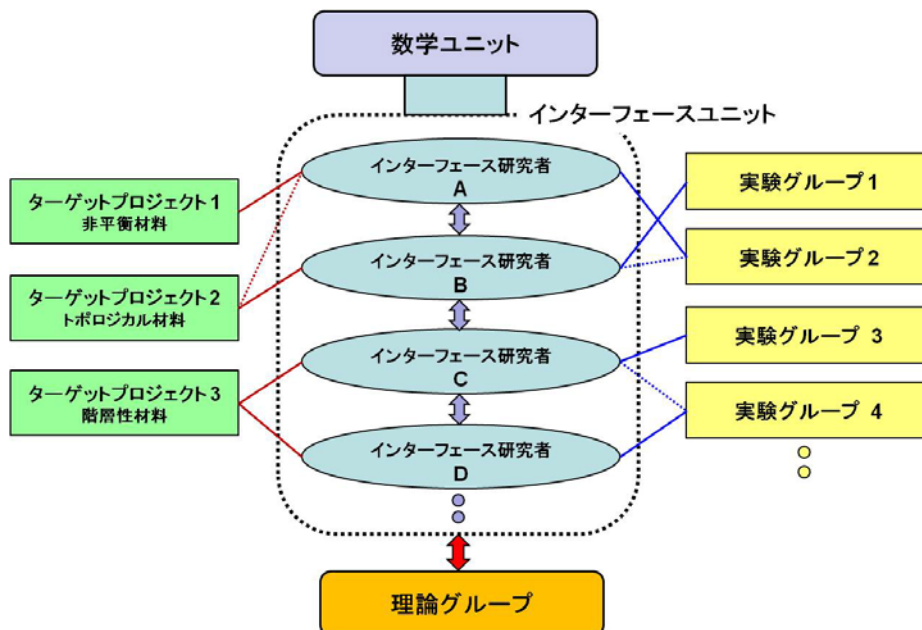 数学ユニット
インターフェースユニット
インターフェース研究者
A
ターゲットプロジェクト1
非平衡材料
実験グループ1
インターフェース研究者
B
ターゲットプロジェクト2
トポロジカル材料
実験グループ2
インターフェース研究者
C
ターゲットプロジェクト3
階層性材料
実験グループ 3
インターフェース研究者
D
実験グループ 4
理論グループ